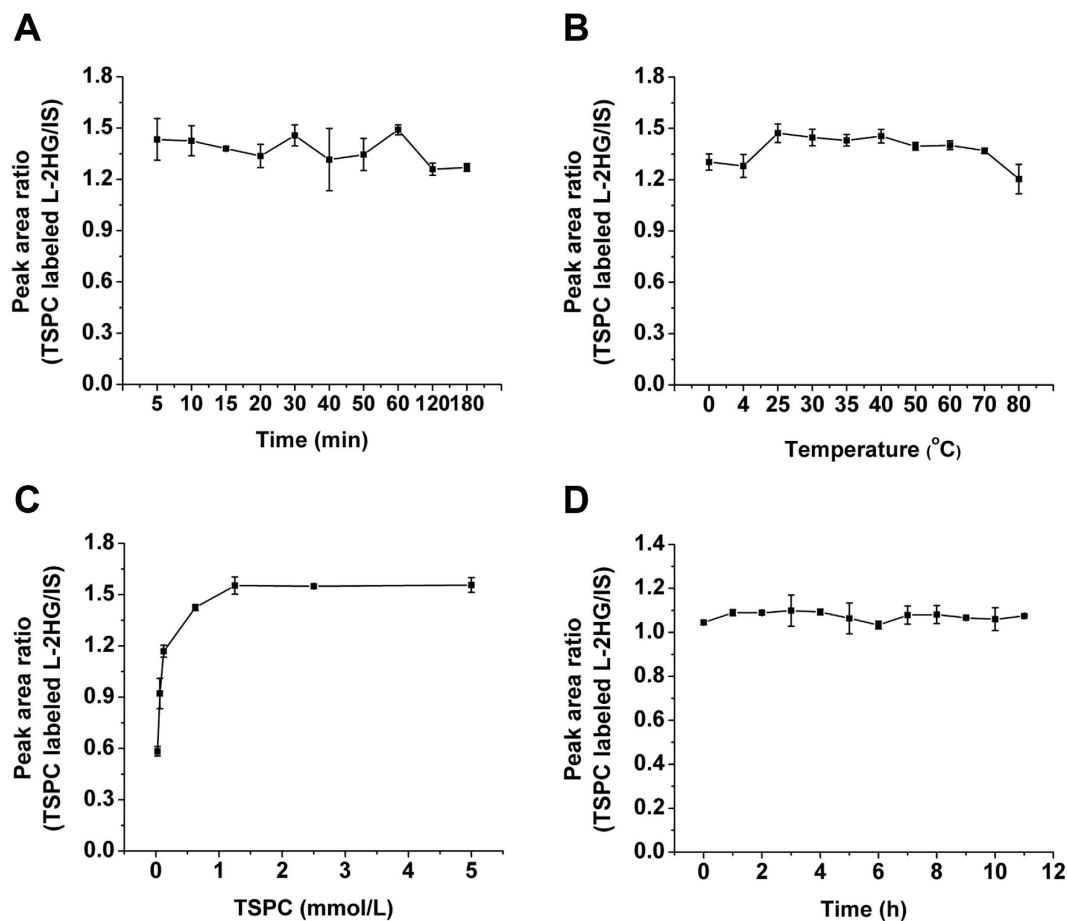 A
Peak area ratio
(TSPC labeled L-2HG/IS)
1.8
1.5
1.2
0.9
0.6
0.3
0.0
5 10 15 20 30 40 50 60 120 180
Time (min)
B
Peak area ratio
(TSPC labeled L-2HG/IS)
1.8
1.5
1.2
0.9
0.6
0.3
0.0
0 4 25 30 35 40 50 60 70 80
Temperature (°C)
C
Peak area ratio
(TSPC labeled L-2HG/IS)
1.8
1.5
1.2
0.9
0.6
0.3
0.0
0 1 2 3 4 5
TSPC (mmol/L)
D
Peak area ratio
(TSPC labeled L-2HG/IS)
1.4
1.2
1.0
0.8
0.6
0.4
0.2
0.0
0 2 4 6 8 10 12
Time (h)